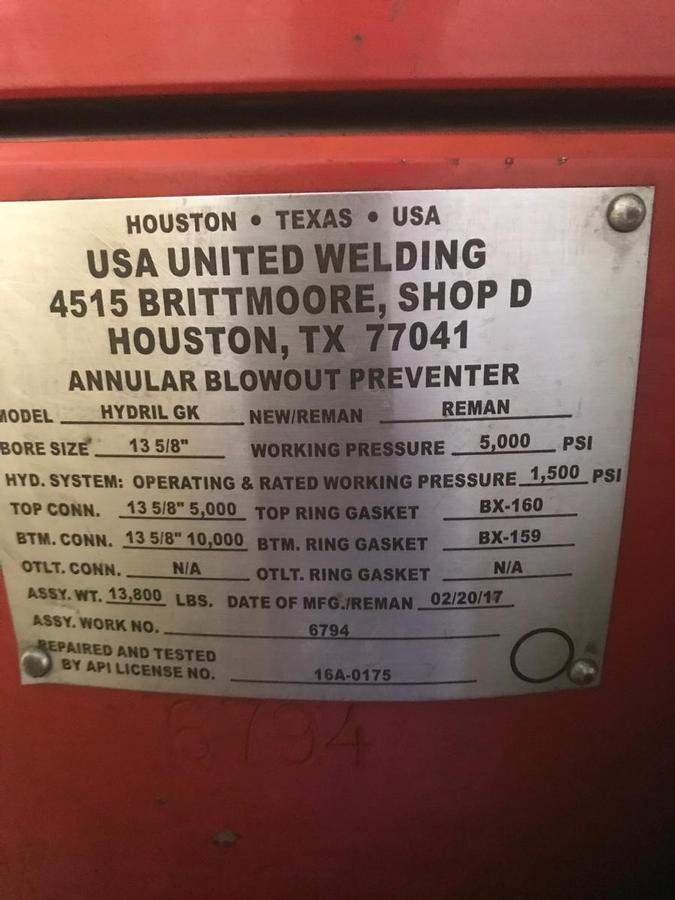 HOUSTON • TEXAS • USA
USA UNITED WELDING
4515 BRITTMOORE, SHOP D
HOUSTON, TX 77041
ANNULAR BLOWOUT PREVENTER
MODEL HYDRIL GK NEW/REMAN REMAN
BORE SIZE 13 5/8" WORKING PRESSURE 5,000 PSI
HYD. SYSTEM: OPERATING & RATED WORKING PRESSURE 1,500 PSI
TOP CONN. 13 5/8" 5,000 TOP RING GASKET BX-160
BTM. CONN. 13 5/8" 10,000 BTM. RING GASKET BX-159
OTLT. CONN. N/A OTLT. RING GASKET N/A
ASSY. WT. 13,800 LBS. DATE OF MFG./REMAN 02/20/17
ASSY. WORK NO. 6794
REPAIRED AND TESTED
BY API LICENSE NO. 16A-0175
6794